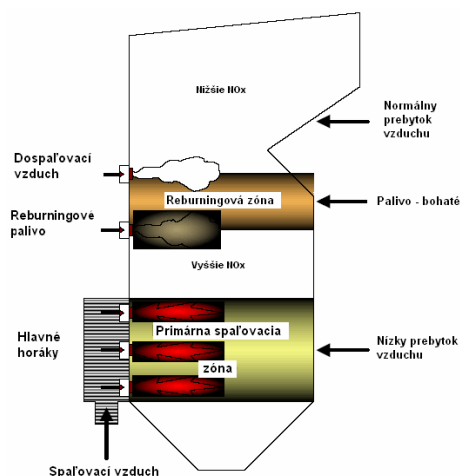 Nižšie NOx
Normálny
prebytok
vzduchu
Dospaľovací
vzduch
Reburningová zóna
Palivo - bohaté
Reburningové
palivo
Vyššie NOx
Hlavné
horáky
Primárna spaľovacia
zóna
Nízky prebytok
vzduchu
Spaľovací vzduch